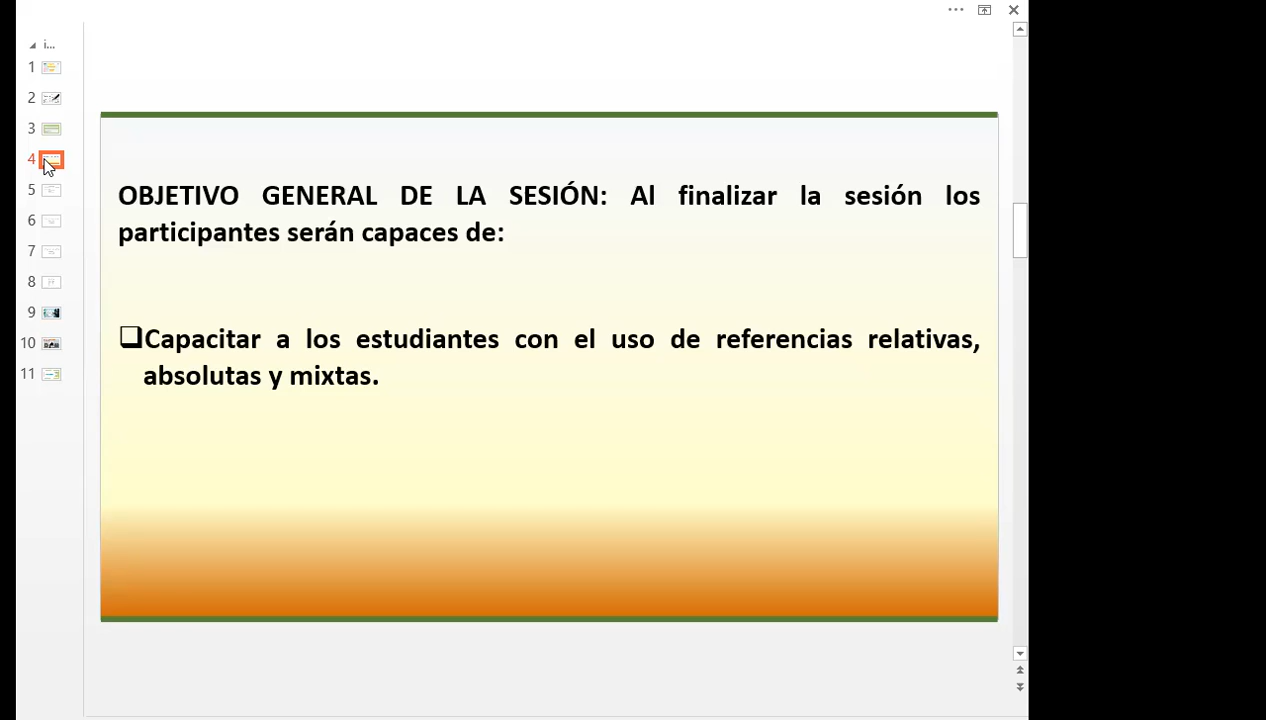 i...
1
2
3
4
5
6
7
8
9
10
11
OBJETIVO GENERAL DE LA SESIÓN: Al finalizar la sesión los
participantes serán capaces de:
❑Capacitar a los estudiantes con el uso de referencias relativas,
absolutas y mixtas.